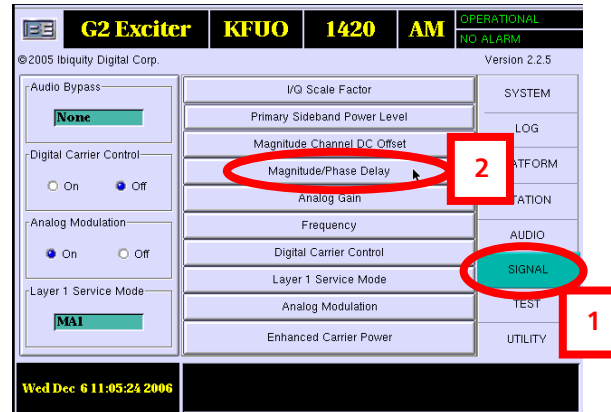 G2 Exciter
KFUO
1420
AM
OPERATIONAL
NO ALARM
©2005 Ibiquity Digital Corp.
Version 2.2.5
Audio Bypass
None
Digital Carrier Control
On
Off
Analog Modulation
On
Off
Layer 1 Service Mode
MA1
I/Q Scale Factor
Primary Sideband Power Level
Magnitude Channel DC Offset
Magnitude/Phase Delay
Analog Gain
Frequency
Digital Carrier Control
Layer 1 Service Mode
Analog Modulation
Enhanced Carrier Power
2
SYSTEM
LOG
ATFORM
TATION
AUDIO
SIGNAL
TEST
UTILITY
1
Wed Dec 6 11:05:24 2006